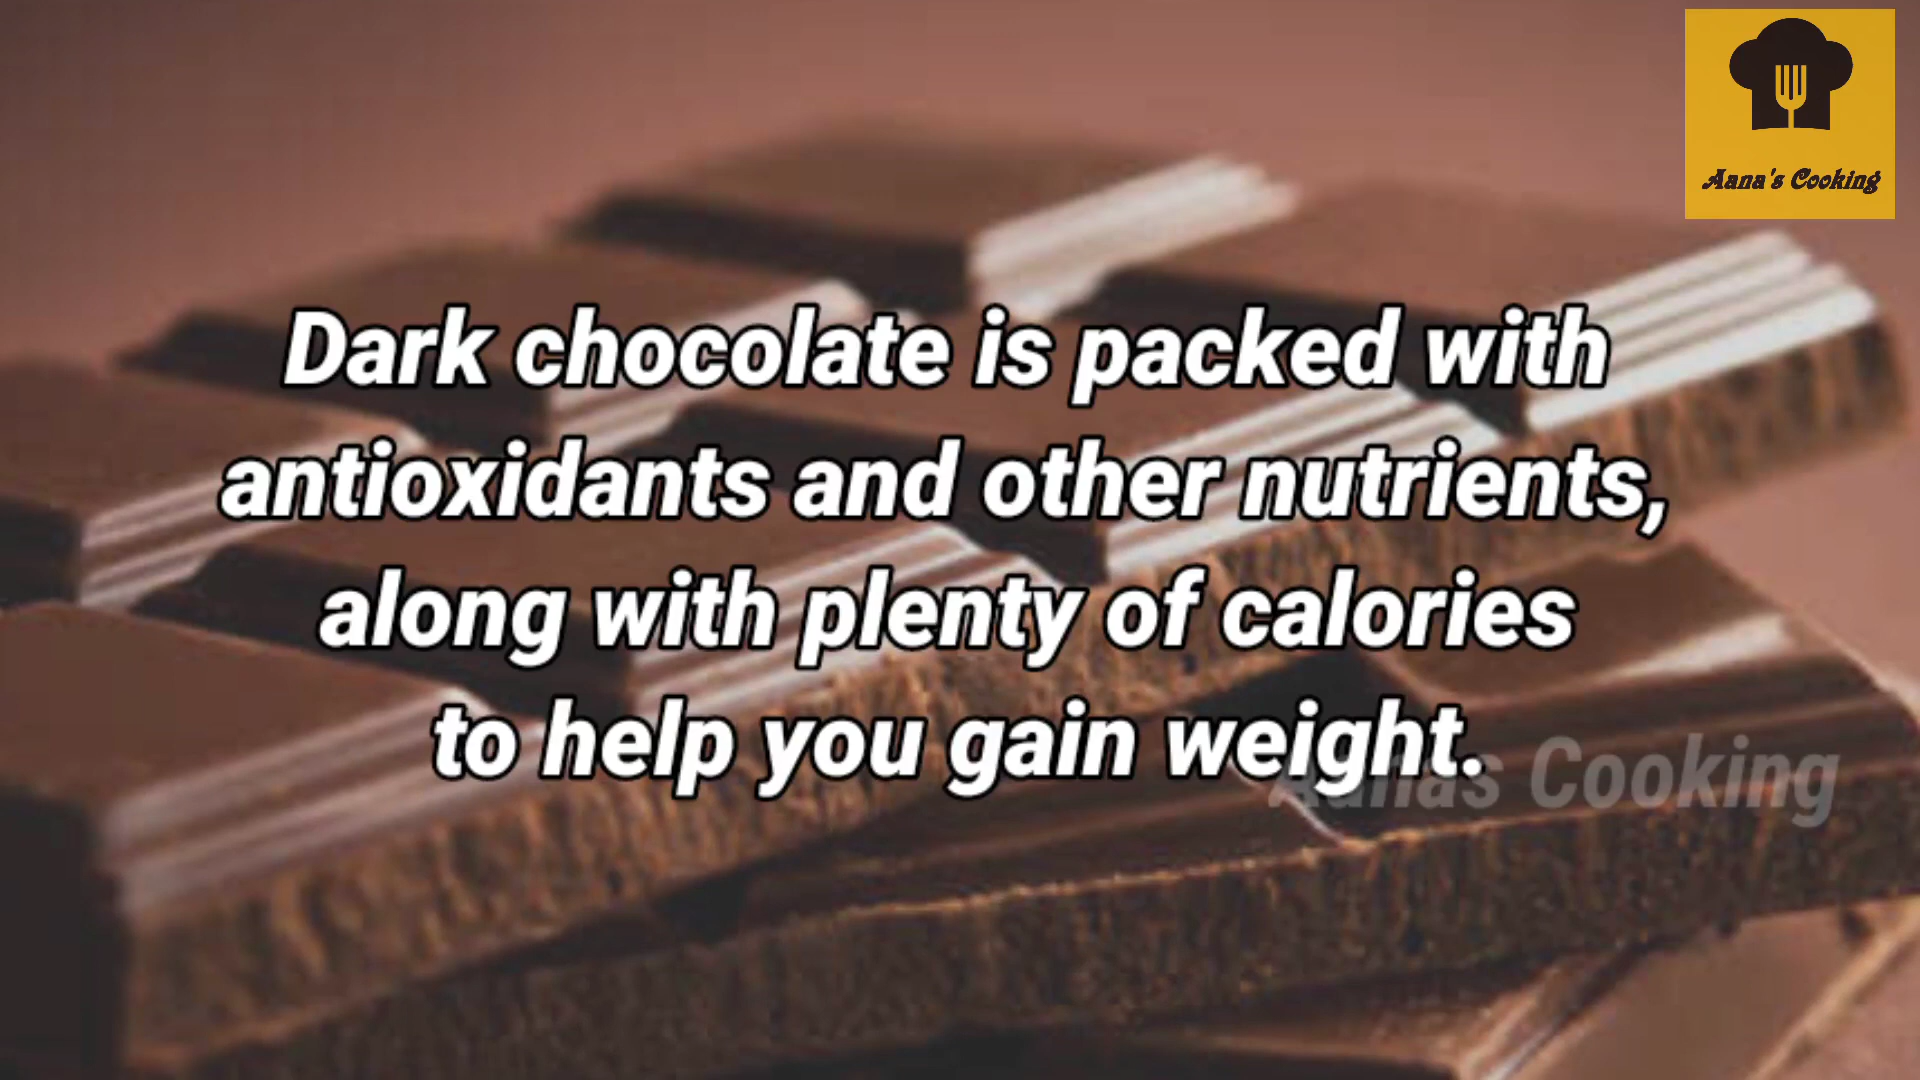 Aana's Cooking
Dark chocolate is packed with
antioxidants and other nutrients,
along with plenty of calories
to help you gain weight.
Aanas Cooking